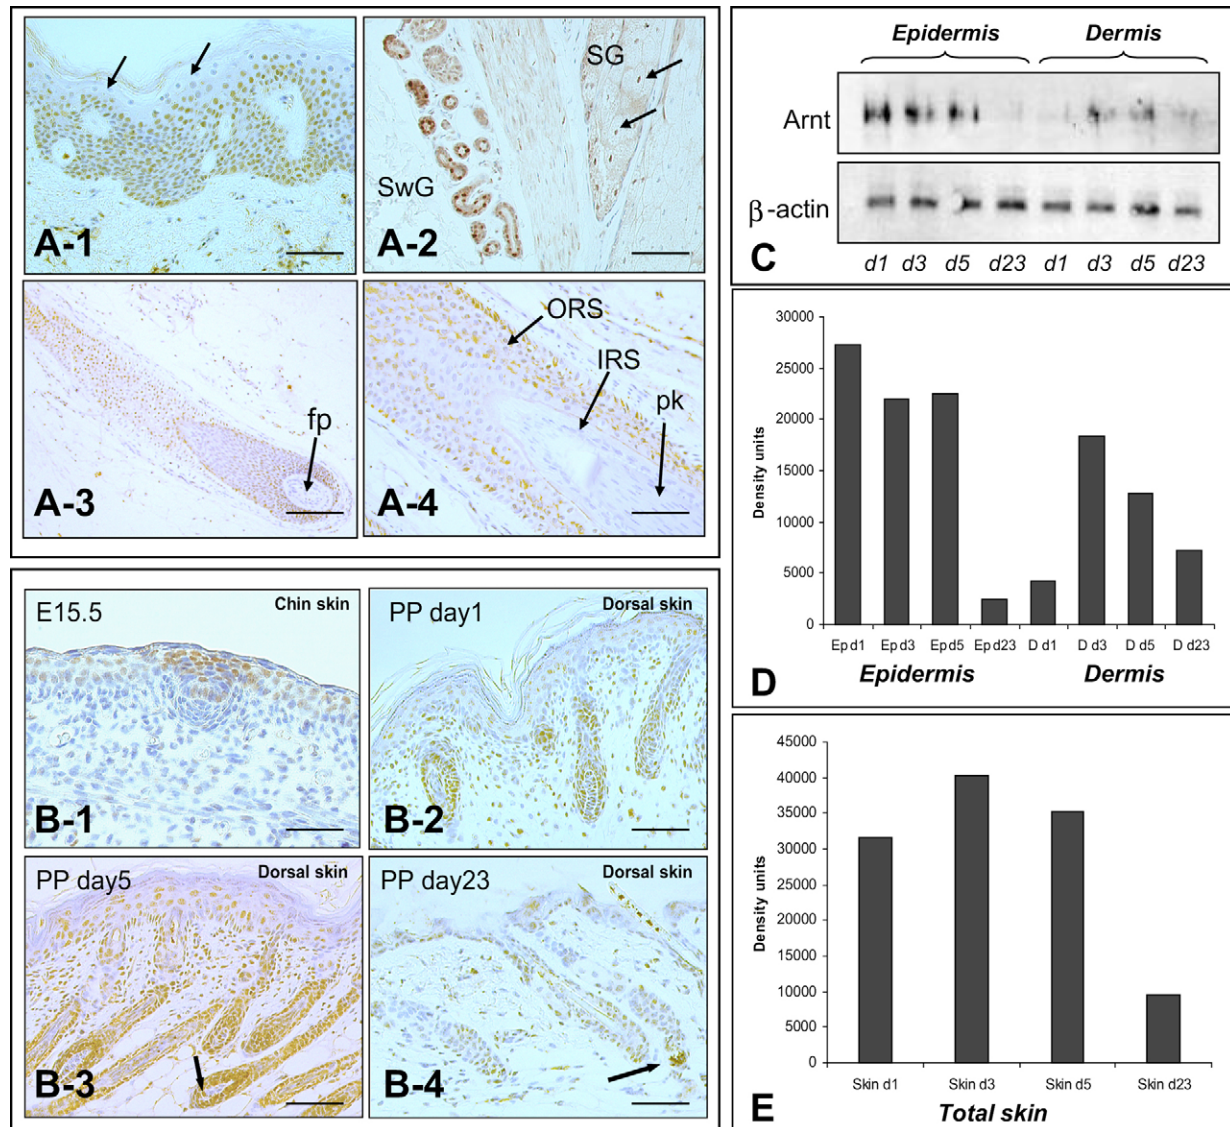 A-1
SG
SwG
A-2
fp
A-3
ORS
IRS
pk
A-4
E15.5
Chin skin
B-1
PP day1
Dorsal skin
B-2
PP day5
Dorsal skin
B-3
PP day23
Dorsal skin
B-4
Epidermis Dermis
Arnt
β-actin
C
d1 d3 d5 d23 d1 d3 d5 d23
30000
25000
20000
15000
10000
5000
0
Density units
Ep d1 Ep d3 Ep d5 Ep d23 D d1 D d3 D d5 D d23
Epidermis Dermis
D
45000
40000
35000
30000
25000
20000
15000
10000
5000
0
Density units
Skin d1 Skin d3 Skin d5 Skin d23
Total skin
E